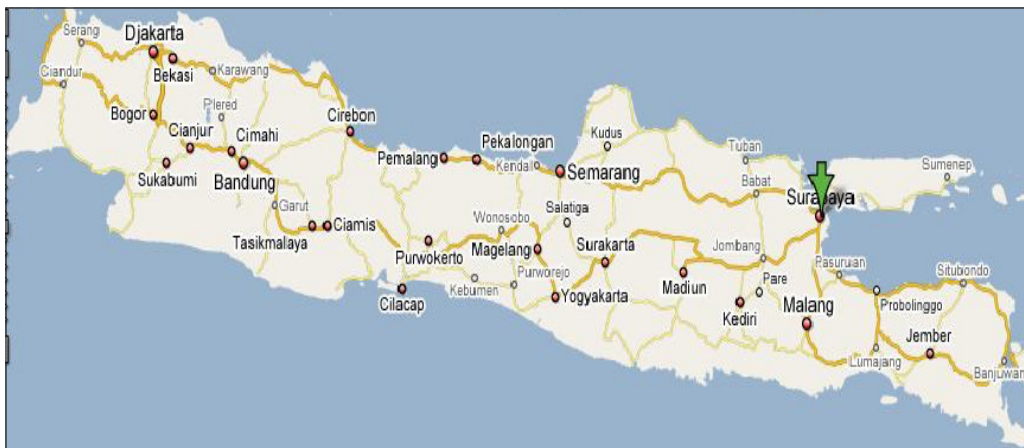 Serang
Djakarta
Bekasi
Karawang
Ciandur
Bogor
Plered
Cianjur
Cimahi
Sukabumi
Bandung
Cirebon
Garut
Tasikmalaya
Ciamis
Pemalang
Pekalongan
Kendal
Semarang
Kudus
Tuban
Babat
Surabaya
Sumenep
Salatiga
Wonosobo
Purwokerto
Magelang
Surakarta
Jombang
Pasuruan
Situbondo
Cilacap
Kebumen
Purworejo
Yogyakarta
Madiun
Pare
Kediri
Malang
Probolinggo
Jember
Lumajang
Banjuwan